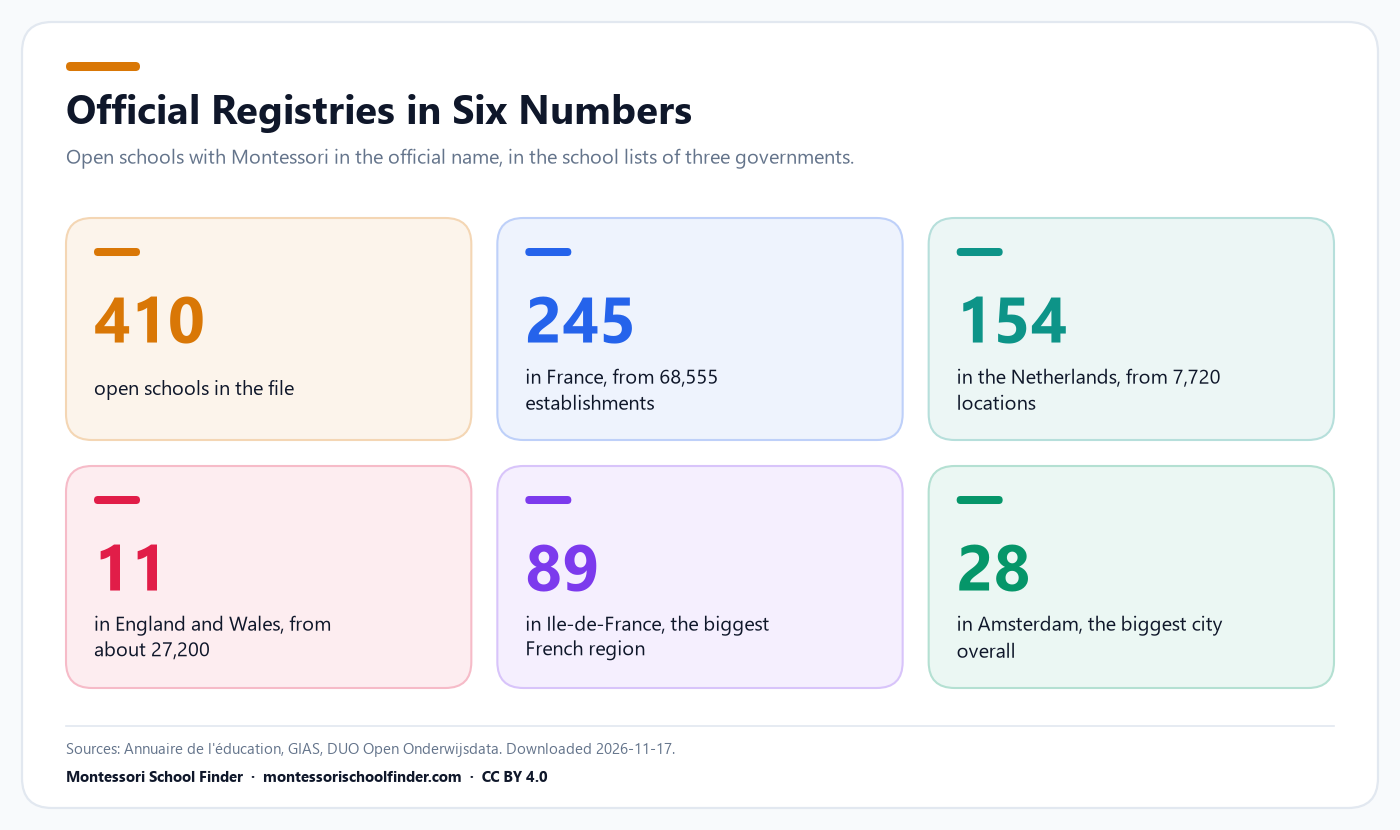 Official Registries in Six Numbers
Open schools with Montessori in the official name, in the school lists of three governments.
410
open schools in the file
245
in France, from 68,555
establishments
154
in the Netherlands, from 7,720
locations
11
in England and Wales, from
about 27,200
89
in Ile-de-France, the biggest
French region
28
in Amsterdam, the biggest city
overall
Sources: Annuaire de l'éducation, GIAS, DUO Open Onderwijsdata. Downloaded 2026-11-17.
Montessori School Finder · montessorischoolfinder.com · CC BY 4.0